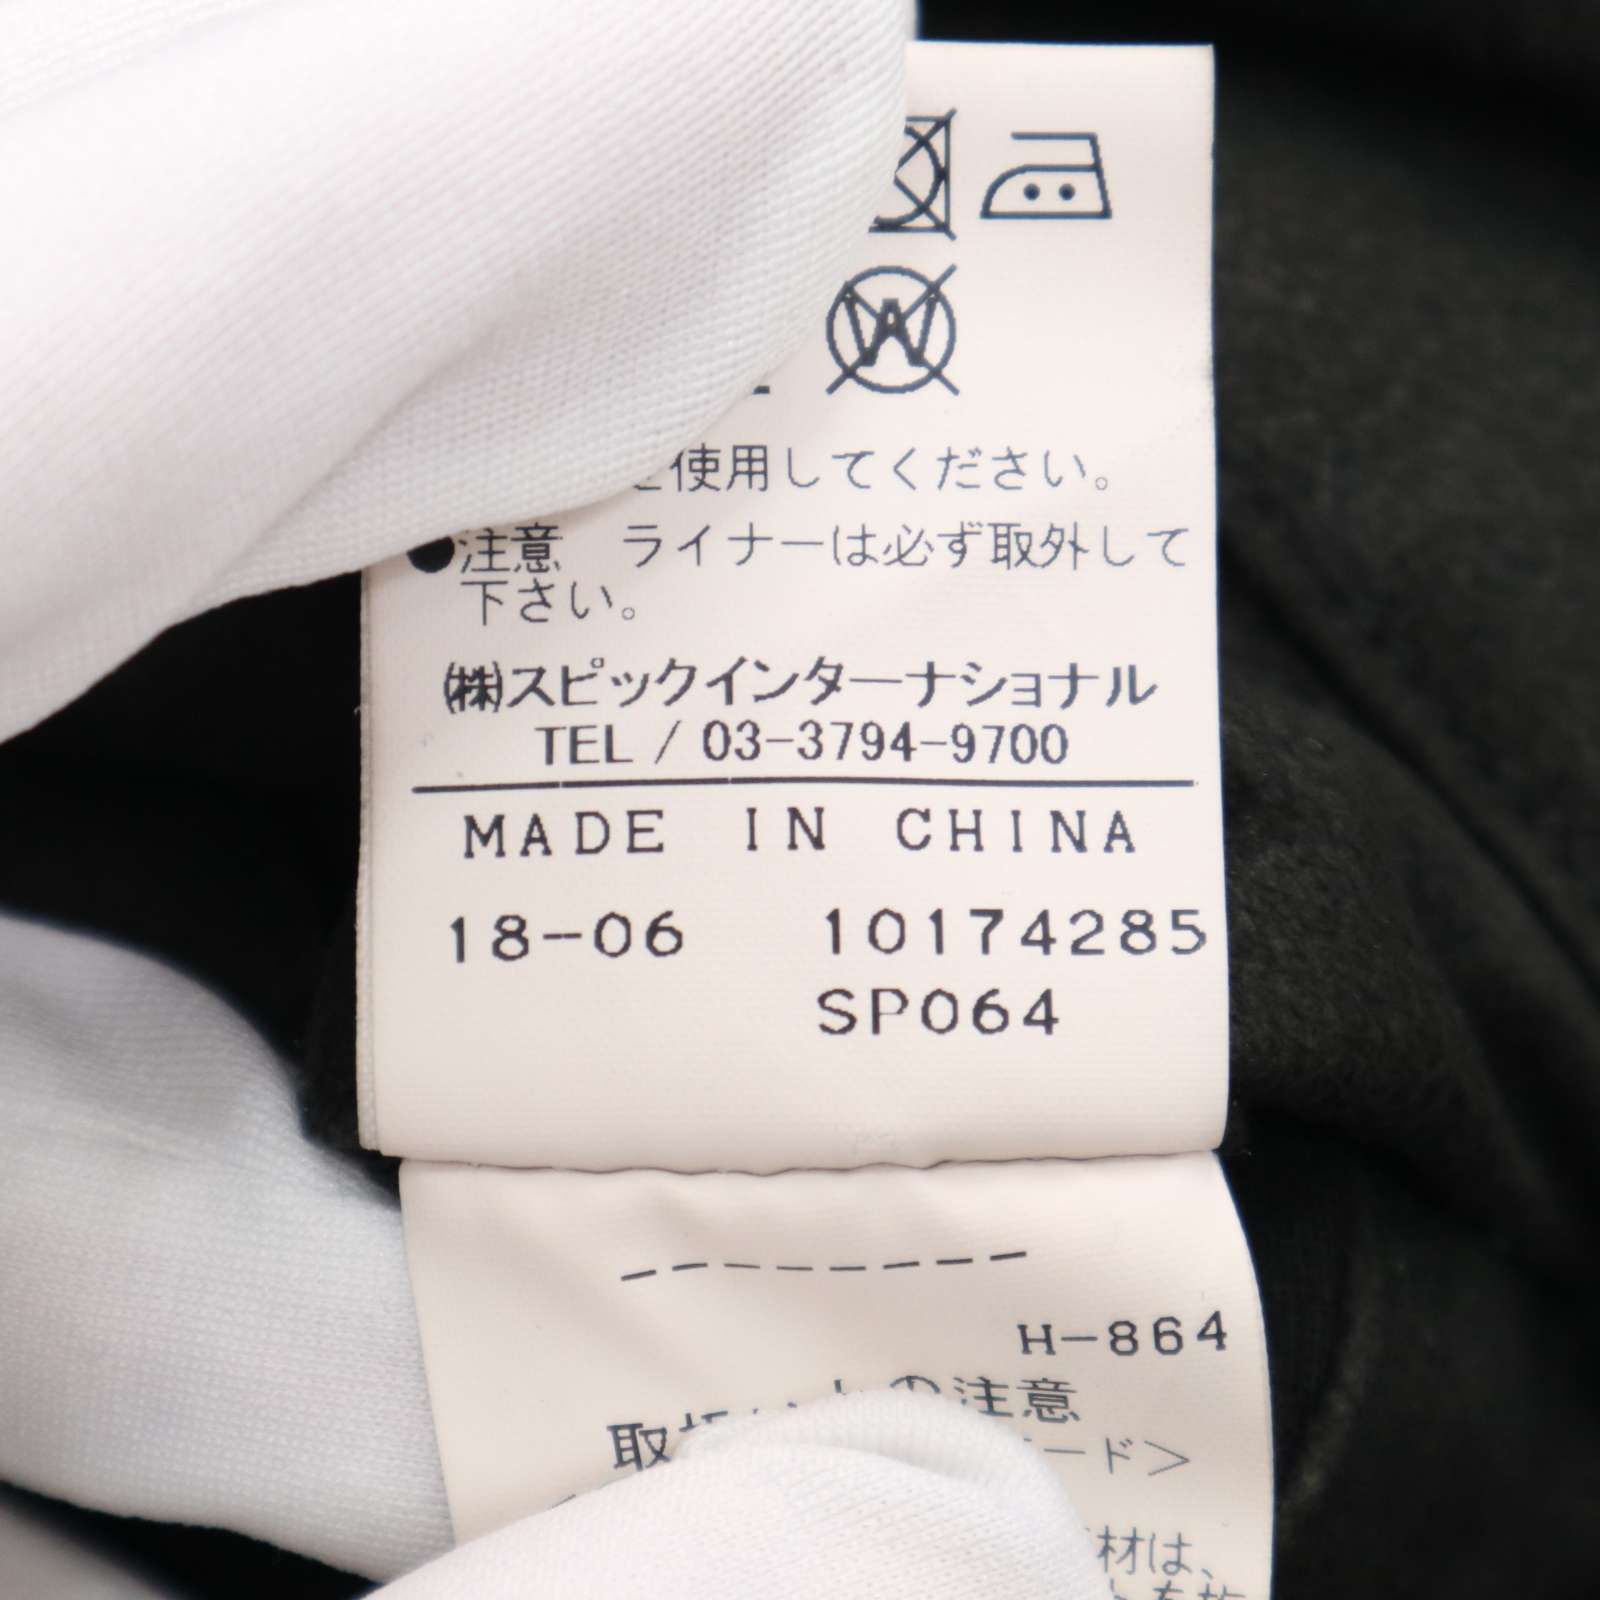 使用してください。
●注意 ライナーは必ず取外して
下さい。
㈱スピックインターナショナル
TEL / 03-3794-9700
MADE IN CHINA
18-06 10174285
SP064
H-864
の注意
ード>
材は、